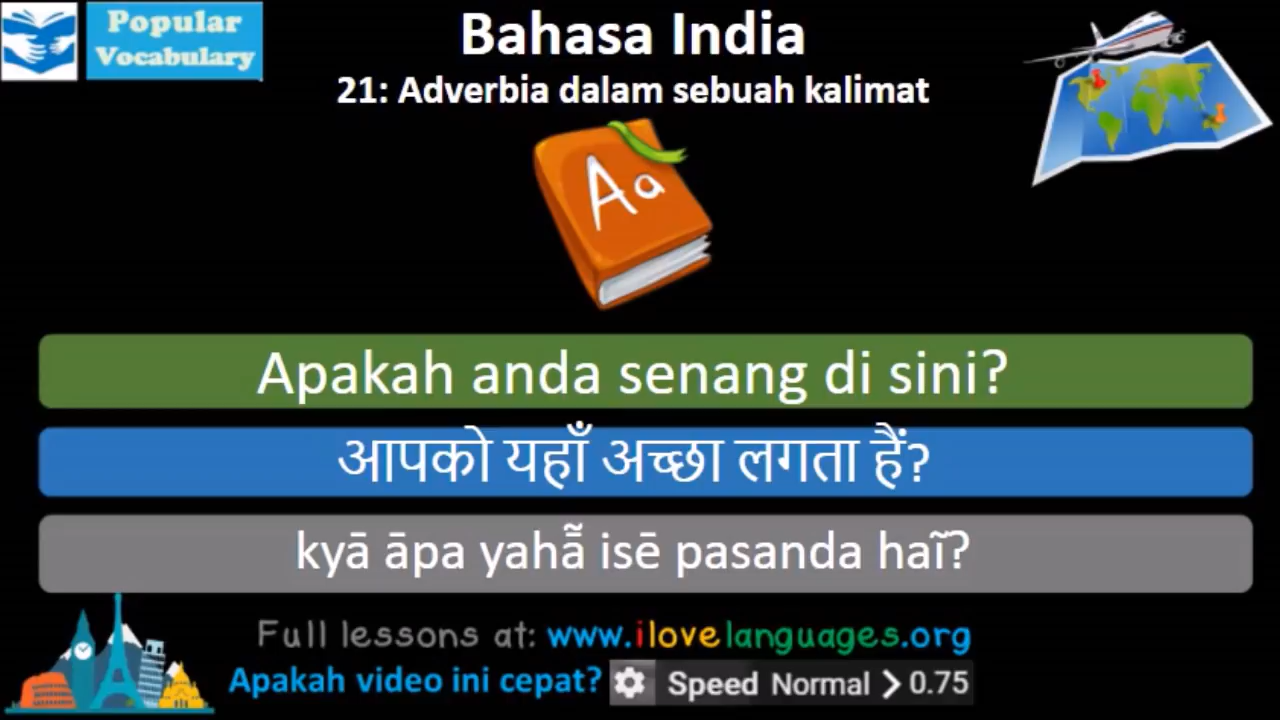 Popular
Vocabulary
Bahasa India
21: Adverbia dalam sebuah kalimat
Aa
Apakah anda senang di sini?
आपको यहाँ अच्छा लगता हैं?
kyā āpa yahā̃ isē pasanda haĩ?
Full lessons at: www.ilovelanguages.org
Apakah video ini cepat? Speed Normal > 0.75